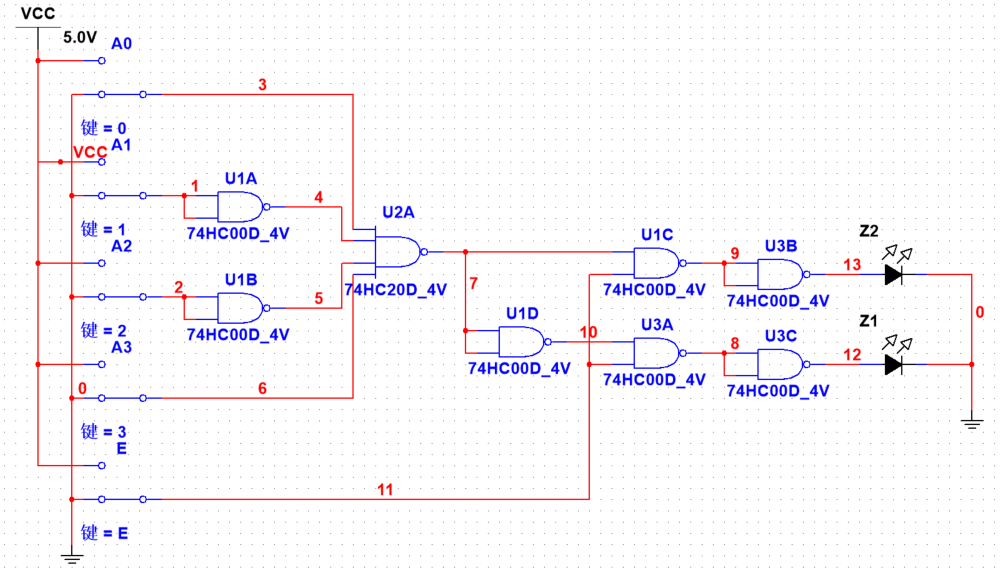 VCC
5.0V
A0
3
键 = 0
A1
VCC
1
U1A
4
74HC00D_4V
U2A
键 = 1
A2
2
U1B
5
74HC20D_4V
74HC00D_4V
键 = 2
A3
0
6
键 = 3
E
11
键 = E
7
U1D
10
74HC00D_4V
U1C
9
U3B
13
Z2
74HC00D_4V
74HC00D_4V
U3A
8
U3C
12
Z1
74HC00D_4V
74HC00D_4V
0